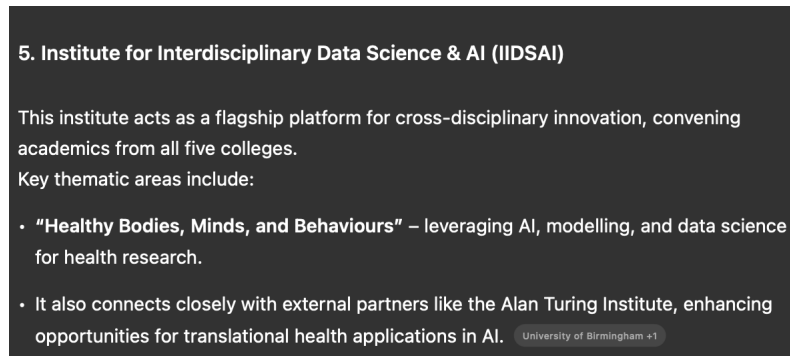 5. Institute for Interdisciplinary Data Science & AI (IIDSAI)
This institute acts as a flagship platform for cross-disciplinary innovation, convening
academics from all five colleges.
Key thematic areas include:
• “Healthy Bodies, Minds, and Behaviours” – leveraging AI, modelling, and data science
for health research.
• It also connects closely with external partners like the Alan Turing Institute, enhancing
opportunities for translational health applications in AI. University of Birmingham +1